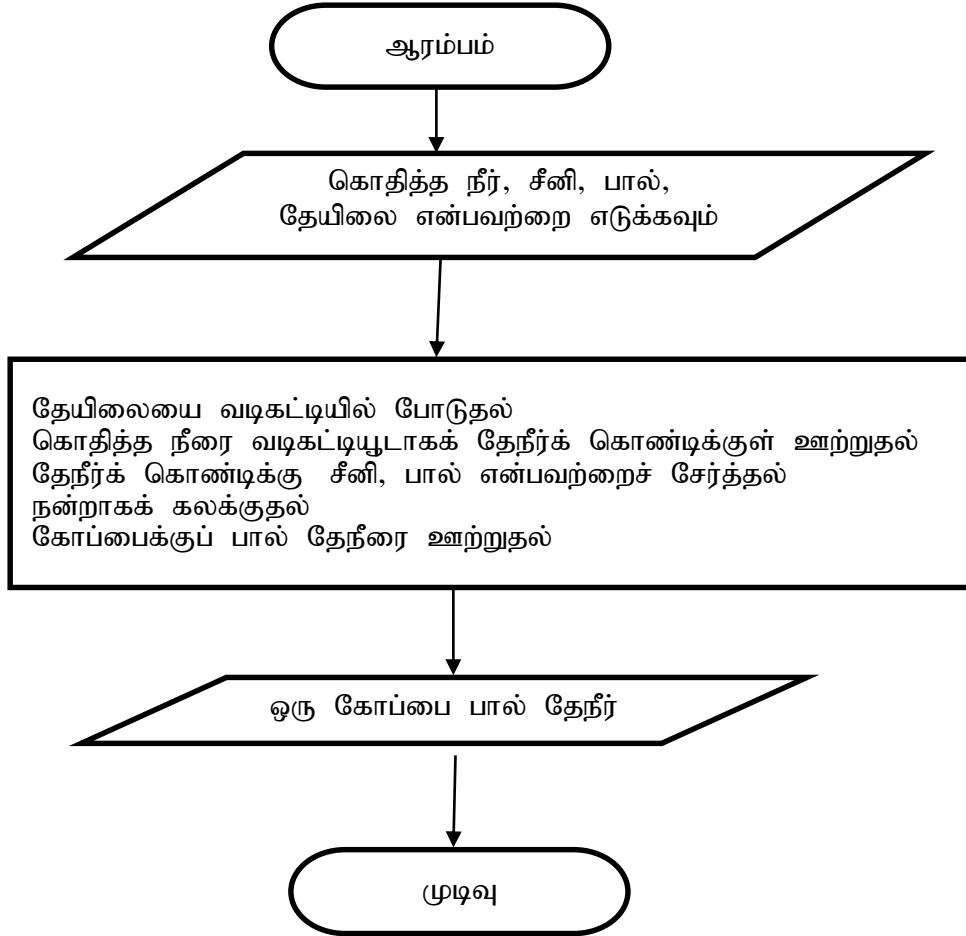 ஆரம்பம்
கொதித்த நீர், சீனி, பால்,
தேயிலை என்பவற்றை எடுக்கவும்
தேயிலையை வடிகட்டியில் போடுதல்
கொதித்த நீரை வடிகட்டியூடாகக் தேநீர்க் கொண்டிக்குள் ஊற்றுதல்
தேநீர்க் கொண்டிக்கு சீனி, பால் என்பவற்றைச் சேர்த்தல்
நன்றாகக் கலக்குதல்
கோப்பைக்குப் பால் தேநீரை ஊற்றுதல்
ஒரு கோப்பை பால் தேநீர்
முடிவு